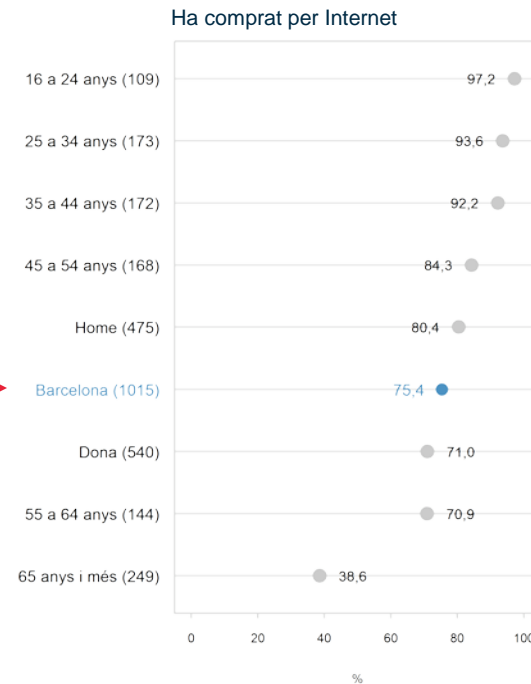 Ha comprat per Internet
16 a 24 anys (109) 97,2
25 a 34 anys (173) 93,6
35 a 44 anys (172) 92,2
45 a 54 anys (168) 84,3
Home (475) 80,4
Barcelona (1015) 75,4
Dona (540) 71,0
55 a 64 anys (144) 70,9
65 anys i més (249) 38,6
0 20 40 60 80 100
%